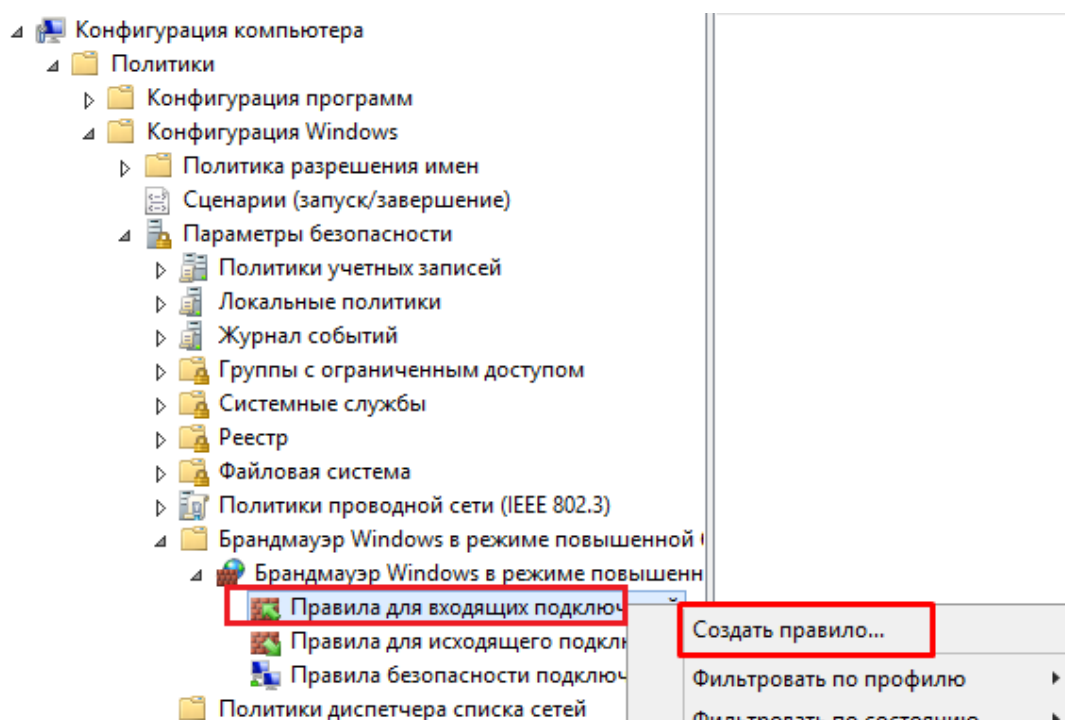 Конфигурация компьютера
Политики
Конфигурация программ
Конфигурация Windows
Политика разрешения имен
Сценарии (запуск/завершение)
Параметры безопасности
Политики учетных записей
Локальные политики
Журнал событий
Группы с ограниченным доступом
Системные службы
Реестр
Файловая система
Политики проводной сети (IEEE 802.3)
Брандмауэр Windows в режиме повышенной
Брандмауэр Windows в режиме повышенн
Правила для входящих подключ
Создать правило...
Правила для исходящего подкл
Правила безопасности подключ
Фильтровать по профилю
Политики диспетчера списка сетей
Фильтровать по состоянию